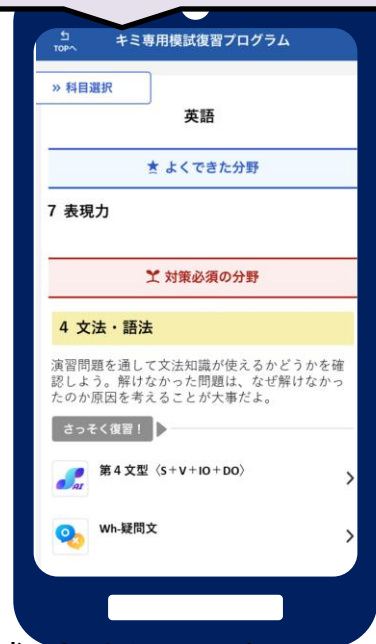 TOPへ
キミ専用模試復習プログラム
» 科目選択
英語
★ よくできた分野
7 表現力
対策必須の分野
4 文法・語法
演習問題を通して文法知識が使えるかどうかを確
認しよう。解けなかった問題は、なぜ解けなかっ
たのか原因を考えることが大事だよ。
さっそく復習！
AI
第4文型〈S+V+IO+DO〉
Wh-疑問文